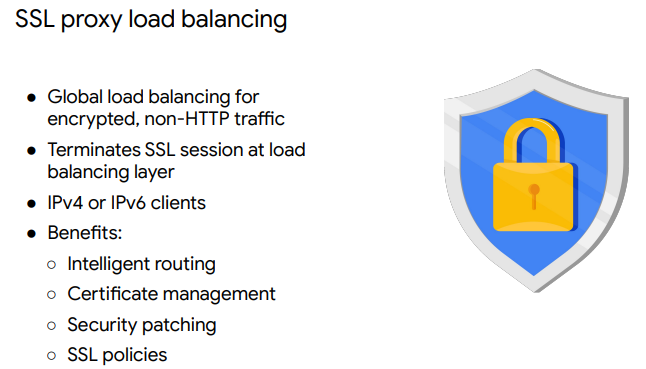 SSL proxy load balancing
● Global load balancing for
encrypted, non-HTTP traffic
● Terminates SSL session at load
balancing layer
● IPv4 or IPv6 clients
● Benefits:
○ Intelligent routing
○ Certificate management
○ Security patching
○ SSL policies